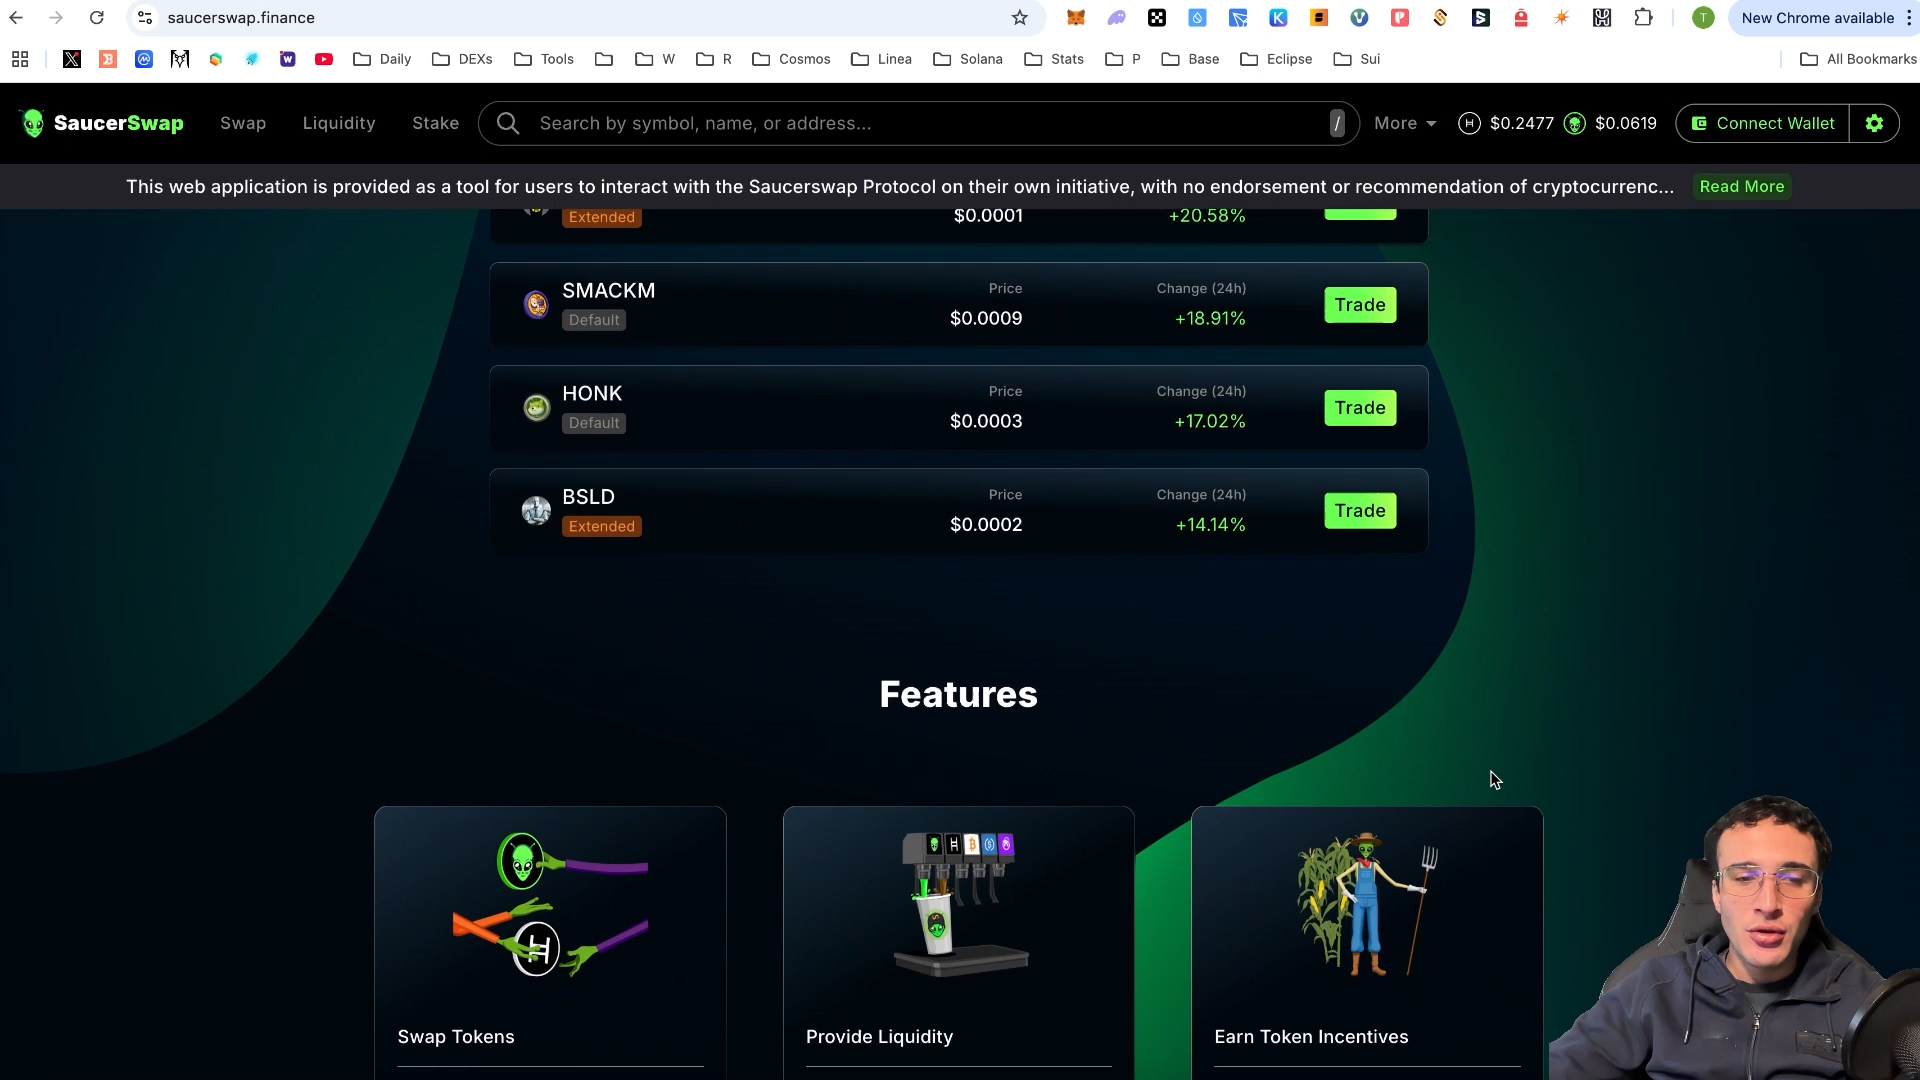 saucerswap.finance
New Chrome available
Daily
DEXs
Tools
W
R
Cosmos
Linea
Solana
Stats
P
Base
Eclipse
Sui
All Bookmarks
SaucerSwap
Swap
Liquidity
Stake
Search by symbol, name, or address...
/
More
$0.2477
$0.0619
Connect Wallet
This web application is provided as a tool for users to interact with the Saucerswap Protocol on their own initiative, with no endorsement or recommendation of cryptocurrenc...
Read More
Extended
$0.0001
+20.58%
SMACKM
Default
Price
$0.0009
Change (24h)
+18.91%
Trade
HONK
Default
Price
$0.0003
Change (24h)
+17.02%
Trade
BSLD
Extended
Price
$0.0002
Change (24h)
+14.14%
Trade
Features
Swap Tokens
Provide Liquidity
Earn Token Incentives